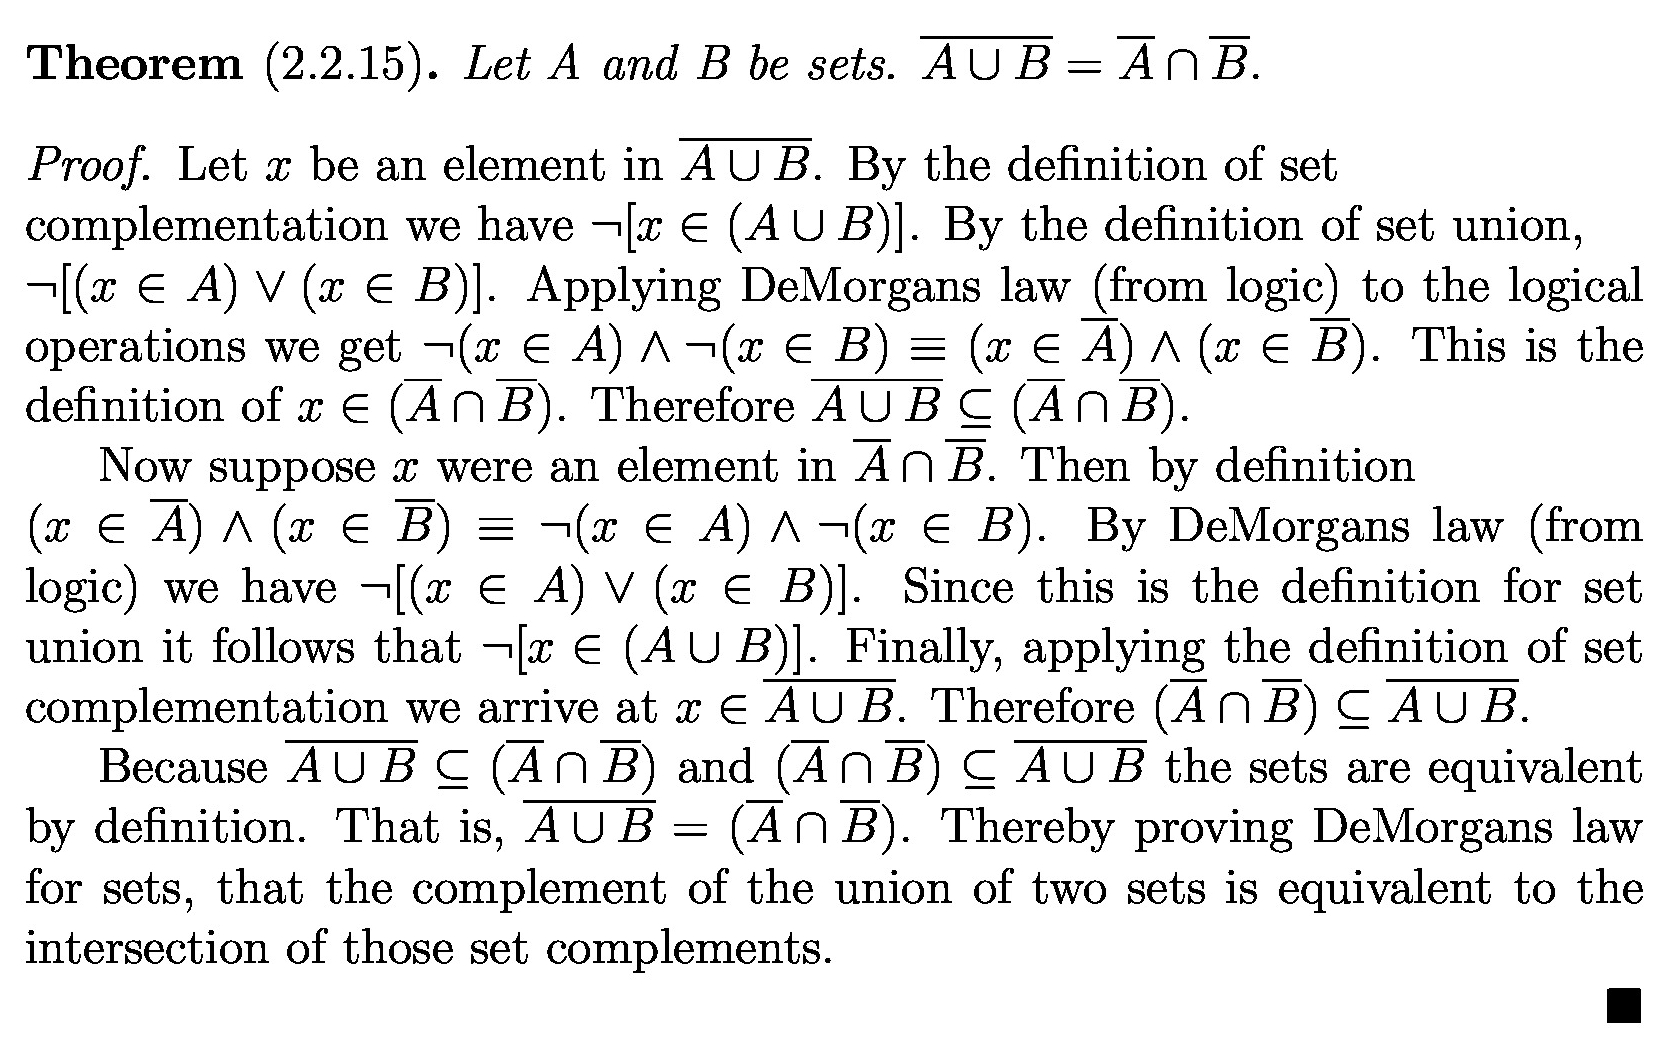 Theorem (2.2.15). Let A and B be sets. $\overline{A \cup B} = \overline{A} \cap \overline{B}$.
Proof. Let x be an element in $\overline{A \cup B}$. By the definition of set
complementation we have ¬[x ∈ (A ∪ B)]. By the definition of set union,
¬[(x ∈ A) ∨ (x ∈ B)]. Applying DeMorgans law (from logic) to the logical
operations we get ¬(x ∈ A) ∧ ¬(x ∈ B) ≡ (x ∈ $\overline{A}$) ∧ (x ∈ $\overline{B}$). This is the
definition of x ∈ ($\overline{A} \cap \overline{B}$). Therefore $\overline{A \cup B} \subseteq (\overline{A} \cap \overline{B})$.
Now suppose x were an element in $\overline{A} \cap \overline{B}$. Then by definition
(x ∈ $\overline{A}$) ∧ (x ∈ $\overline{B}$) ≡ ¬(x ∈ A) ∧ ¬(x ∈ B). By DeMorgans law (from
logic) we have ¬[(x ∈ A) ∨ (x ∈ B)]. Since this is the definition for set
union it follows that ¬[x ∈ (A ∪ B)]. Finally, applying the definition of set
complementation we arrive at x ∈ $\overline{A \cup B}$. Therefore $(\overline{A} \cap \overline{B}) \subseteq \overline{A \cup B}$.
Because $\overline{A \cup B} \subseteq (\overline{A} \cap \overline{B})$ and $(\overline{A} \cap \overline{B}) \subseteq \overline{A \cup B}$ the sets are equivalent
by definition. That is, $\overline{A \cup B} = (\overline{A} \cap \overline{B})$. Thereby proving DeMorgans law
for sets, that the complement of the union of two sets is equivalent to the
intersection of those set complements.
■